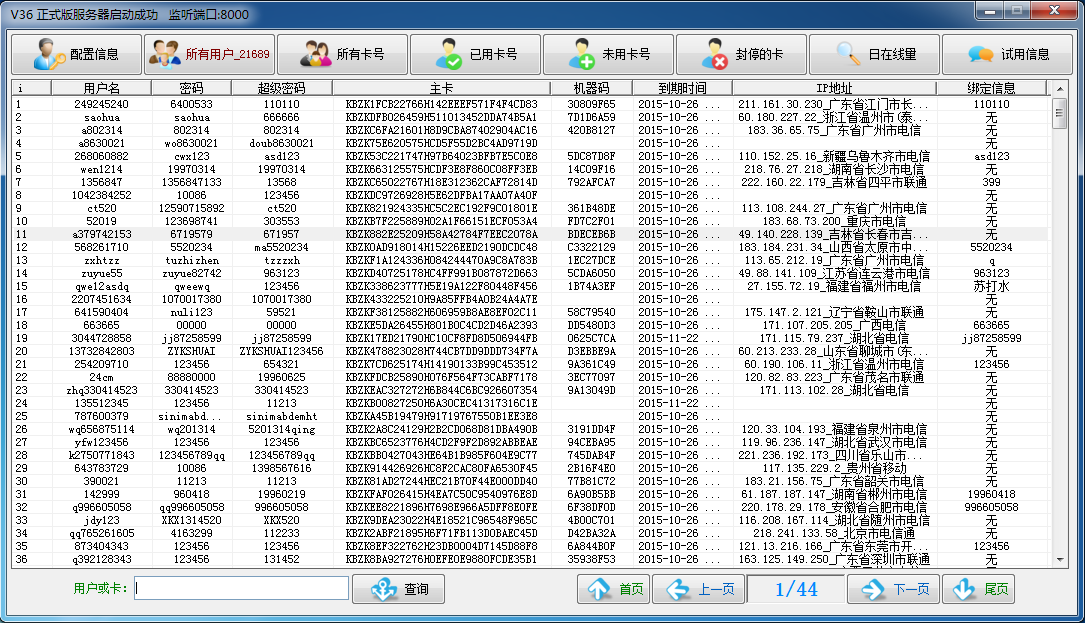 V36 正式版服务器启动成功 监听端口:8000
配置信息 所有用户_21689 所有卡号 已用卡号 未用卡号 封停的卡 日在线量 试用信息
i 用户名 密码 超级密码 主卡 机器码 到期时间 IP地址 绑定信息
1 249245240 6400533 110110 KBZK1FCB22766H142EEEF571F4F4CD83 30809F65 2015-10-26 ... 211.161.30.230_广东省江门市长... 110110
2 saohua saohua 666666 KBZKDFB026459H511013452DDA74B5A1 7D1D6A59 2015-10-26 ... 60.180.227.22_浙江省温州市(泰... 无
3 a802314 802314 802314 KBZKC6FA21601H8D9CBA87402904AC16 420B8127 2015-10-26 ... 183.36.65.75_广东省广州市电信 无
4 a8630021 wo8630021 doub8630021 KBZK75E620575HCD5F55D2BC4AD9719D 2015-10-26 ... 无
5 268060882 cwx123 asd123 KBZK53C221747H97B64023BFB7E5C0E8 5DC87D8F 2015-10-26 ... 110.152.25.16_新疆乌鲁木齐市电信 asd123
6 wen1214 19970314 19970314 KBZK663125575HCDF3E8F860C08FF3EB 14C09F16 2015-10-26 ... 218.76.27.218_湖南省长沙市电信 无
7 1356847 1356847133 13568 KBZKC65022767H18E312362CAF72814D 792AFCA7 2015-10-26 ... 222.160.22.179_吉林省四平市联通 399
8 1042384252 10086 123456 KBZKDC9726928H5E62DFBA17AA07A40F 2015-10-26 ... 无
9 ct520 12590715892 ct520 KBZK821924335HC5C2EC192F9C01801E 361B48DE 2015-10-26 ... 113.108.244.27_广东省广州市电信 无
10 52019 123698741 303553 KBZKB7F225889H02A1F66151ECF053A4 FD7C2F01 2015-10-26 ... 183.68.73.200_重庆市电信 无
11 a379742153 6719579 671957 KBZK882E25209H58A42784F7EEC2078A BDECEB6B 2015-10-26 ... 49.140.228.139_吉林省长春市吉... 无
12 568261710 5520234 ma5520234 KBZK0AD918014H15226EED2190DCDC48 C3322129 2015-10-26 ... 183.184.231.34_山西省太原市中... 5520234
13 zxhtzz tuzhizhen tzzzxh KBZKF1A124336H08424447OA9C8A783B 1EC27DCE 2015-10-26 ... 113.65.212.19_广东省广州市电信 q
14 zuyue55 zuyue82742 963123 KBZKD40725178HC4FF991B087872D663 5CDA6050 2015-10-26 ... 49.88.141.109_江苏省连云港市电信 963123
15 qwe12asdq qweewq 123456 KBZK338623777H5E19A122F80448F456 1B74A3EF 2015-10-26 ... 27.155.72.19_福建省福州市电信 苏打水
16 2207451634 1070017380 1070017380 KBZK433225210H9A85FFB4A0B24A4A7E 2015-10-26 ... 无
17 641590404 nuli123 59521 KBZKF38125882H606959B8AE8EF02C11 58C79540 2015-10-26 ... 175.147.2.121_辽宁省鞍山市联通 无
18 663665 00000 00000 KBZKE5DA26455H801B0C4CD2D46A2393 DD5480D3 2015-10-26 ... 171.107.205.205_广西电信 663665
19 3044728858 jj87258599 jj87258599 KBZK17ED21790HC10CF8FD8D506944FB 0625C7CA 2015-11-22 ... 171.115.79.237_湖北省电信 jj87258599
20 13732842803 ZYKSHUAI ZYKSHUAI123456 KBZK478823028H744CB7DD9DDD734F7A D3EBBE9A 2015-10-26 ... 60.213.233.28_山东省聊城市(东... 无
21 254209710 123456 654321 KBZK7CD625174H14190133B99C453512 9A361C49 2015-10-26 ... 60.190.106.11_浙江省温州市电信 123456
22 24cm 88880000 19960625 KBZKFDCB25890H076F564F73CABF7178 3EC77097 2015-10-26 ... 120.82.83.223_广东省茂名市联通 无
23 zhq330414523 330414523 330414523 KBZKEAC327272H6B844C6BC926607354 9A13049D 2015-10-26 ... 171.113.102.28_湖北省电信 无
24 135512345 123456 11213 KBZKB00827250H6A30CEC41317316C1E 2015-11-22 ... 无
25 787600379 sinimabd... sinimabdemht KBZKA45B19479H91719767550B1EE3E8 2015-11-22 ... 无
26 wq656875114 wq201314 5201314qing KBZK2A8C24129H2B2CD068D81DBA490B 3191DD4F 2015-10-26 ... 120.33.104.193_福建省泉州市电信 无
27 yfw123456 123456 123456 KBZKBC6523776H4CD2F9F2D892ABBEAE 94CEBA95 2015-10-26 ... 119.96.236.147_湖北省武汉市电信 无
28 k2750771843 123456789qq 123456789qq KBZKBB0427043HE64B1B985F604E9C77 745DAB4F 2015-10-26 ... 221.236.192.173_四川省乐山市... 无
29 643783729 10086 1398567616 KBZK914426926HC8F2CAC80FA6530F45 2B16F4E0 2015-10-26 ... 117.135.229.2_贵州省移动 无
30 390021 11213 11213 KBZK81AD27244HEC21B70F44E000DD40 77B81C72 2015-10-26 ... 183.21.156.75_广东省韶关市电信 无
31 142999 960418 19960219 KBZKFAF026415H4EA7C50C9540976E8D 6A90B5BB 2015-10-26 ... 61.187.187.147_湖南省郴州市电信 19960418
32 q996605058 qq996605058 996605058 KBZKEE8221896H7698E966A5DFF8E0FE 6F38DF0D 2015-10-26 ... 220.178.29.178_安徽省合肥市电信 996605058
33 jdy123 XKX1314520 XKX520 KBZK9DEA23022H4E18521C96548F965C 4B00C701 2015-10-26 ... 116.208.167.114_湖北省随州市电信 无
34 qq765261605 4163299 112233 KBZK2ABF21895H6F71FB113D0BAEC45D D42BA32A 2015-10-26 ... 218.241.133.58_北京市电信通 无
35 873404343 123456 123456 KBZK8EF322762H23DB0004D7145D88F8 6A844B0F 2015-10-26 ... 121.13.216.166_广东省东莞市开... 123456
36 q392128343 123456 131452 KBZK8BA927276H0EFE0E9880FCDE35B1 35938F53 2015-10-26 ... 163.125.149.250_广东省深圳市联通 无
用户或卡: 查询 首页 上一页 1/44 下一页 尾页